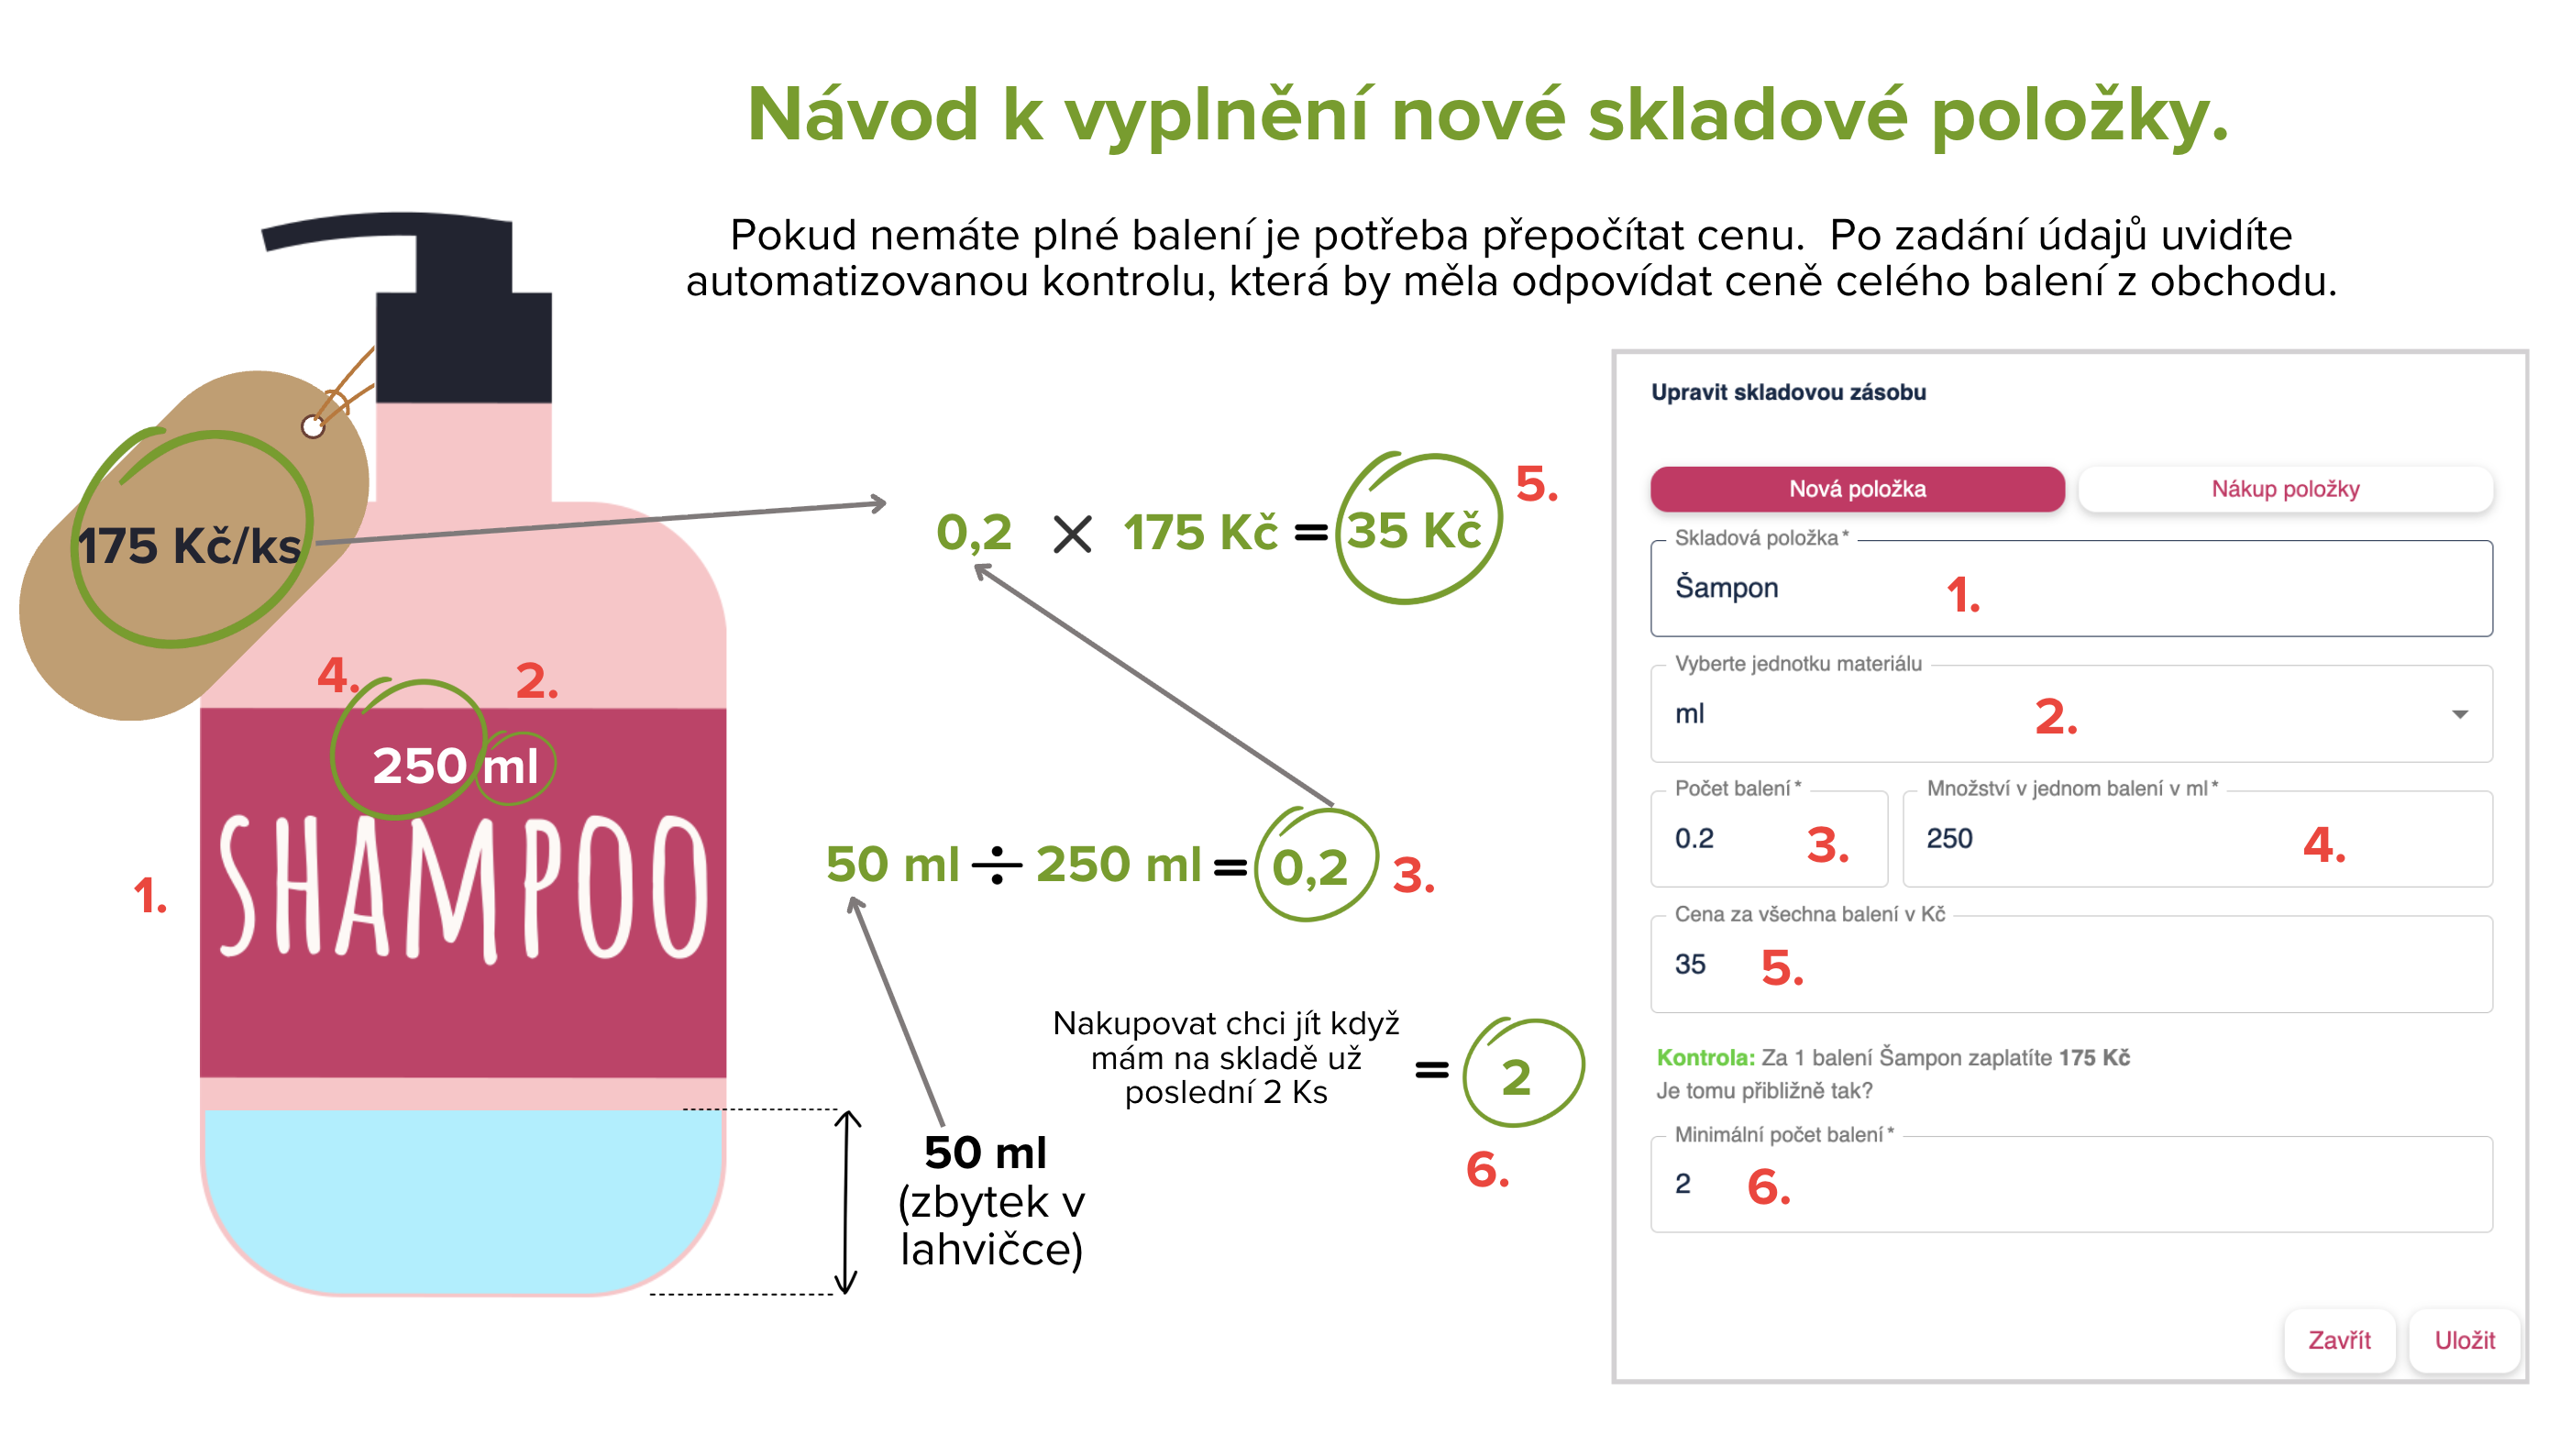 Návod k vyplnění nové skladové položky.
Pokud nemáte plné balení je potřeba přepočítat cenu. Po zadání údajů uvidíte
automatizovanou kontrolu, která by měla odpovídat ceně celého balení z obchodu.
175 Kč/ks
0,2 × 175 Kč = 35 Kč
5.
4.
2.
250 ml
SHAMPOO
1.
50 ml ÷ 250 ml = 0,2
3.
Nakupovat chci jít když
mám na skladě už
poslední 2 Ks
= 2
6.
50 ml
(zbytek v
lahvičce)
Upravit skladovou zásobu
Nová položka
Nákup položky
Skladová položka *
Šampon
1.
Vyberte jednotku materiálu
ml
2.
Počet balení *
0.2
3.
Množství v jednom balení v ml *
250
4.
Cena za všechna balení v Kč
35
5.
Kontrola: Za 1 balení Šampon zaplatíte 175 Kč
Je tomu přibližně tak?
Minimální počet balení *
2
6.
Zavřít
Uložit